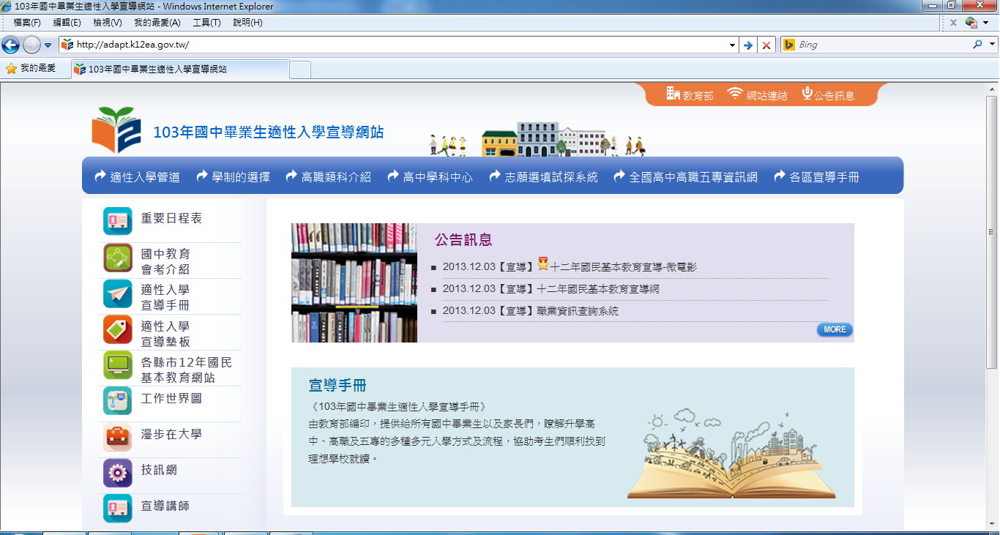 103年國中畢業生適性入學宣導網站 - Windows Internet Explorer
檔案(F) 編輯(E) 檢視(V) 我的最愛(A) 工具(T) 說明(H)
http://adapt.k12ea.gov.tw/
Bing
我的最愛
103年國中畢業生適性入學宣導網站
教育部 網站連結 公告訊息
103年國中畢業生適性入學宣導網站
適性入學管道 學制的選擇 高職類科介紹 高中學科中心 志願選填試探系統 全國高中高職五專資訊網 各區宣導手冊
重要日程表
國中教育
會考介紹
適性入學
宣導手冊
適性入學
宣導墊板
各縣市12年國民
基本教育網站
工作世界圖
漫步在大學
技訊網
宣導講師
公告訊息
2013.12.03【宣導】十二年國民基本教育宣導-微電影
2013.12.03【宣導】十二年國民基本教育宣導網
2013.12.03【宣導】職業資訊查詢系統
MORE
宣導手冊
《103年國中畢業生適性入學宣導手冊》
由教育部編印，提供給所有國中畢業生以及家長們，瞭解升學高
中、高職及五專的多種多元入學方式及流程，協助考生們順利找到
理想學校就讀。